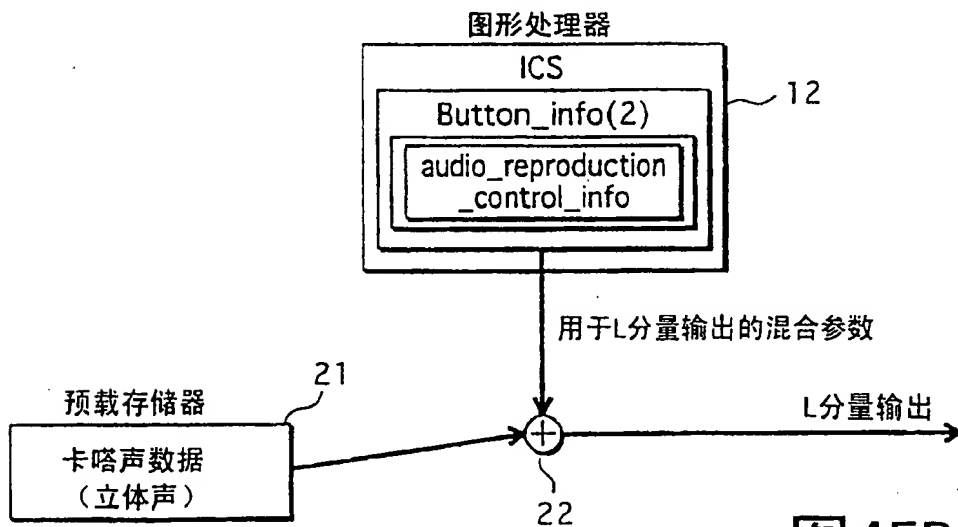 图形处理器
ICS
12
Button_info(2)
audio_reproduction
_control_info
用于L分量输出的混合参数
预载存储器
21
L分量输出
卡嗒声数据
（立体声）
22